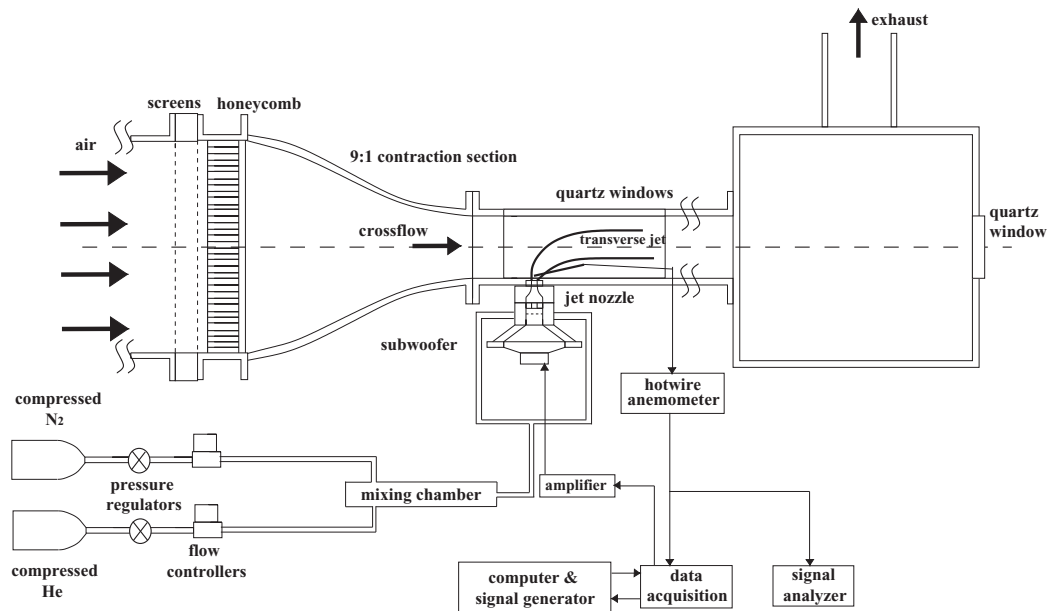 exhaust
screens
honeycomb
air
9:1 contraction section
quartz windows
quartz
window
crossflow
transverse jet
jet nozzle
subwoofer
hotwire
anemometer
compressed
N2
pressure
regulators
mixing chamber
amplifier
flow
controllers
compressed
He
computer &
signal generator
data
acquisition
signal
analyzer